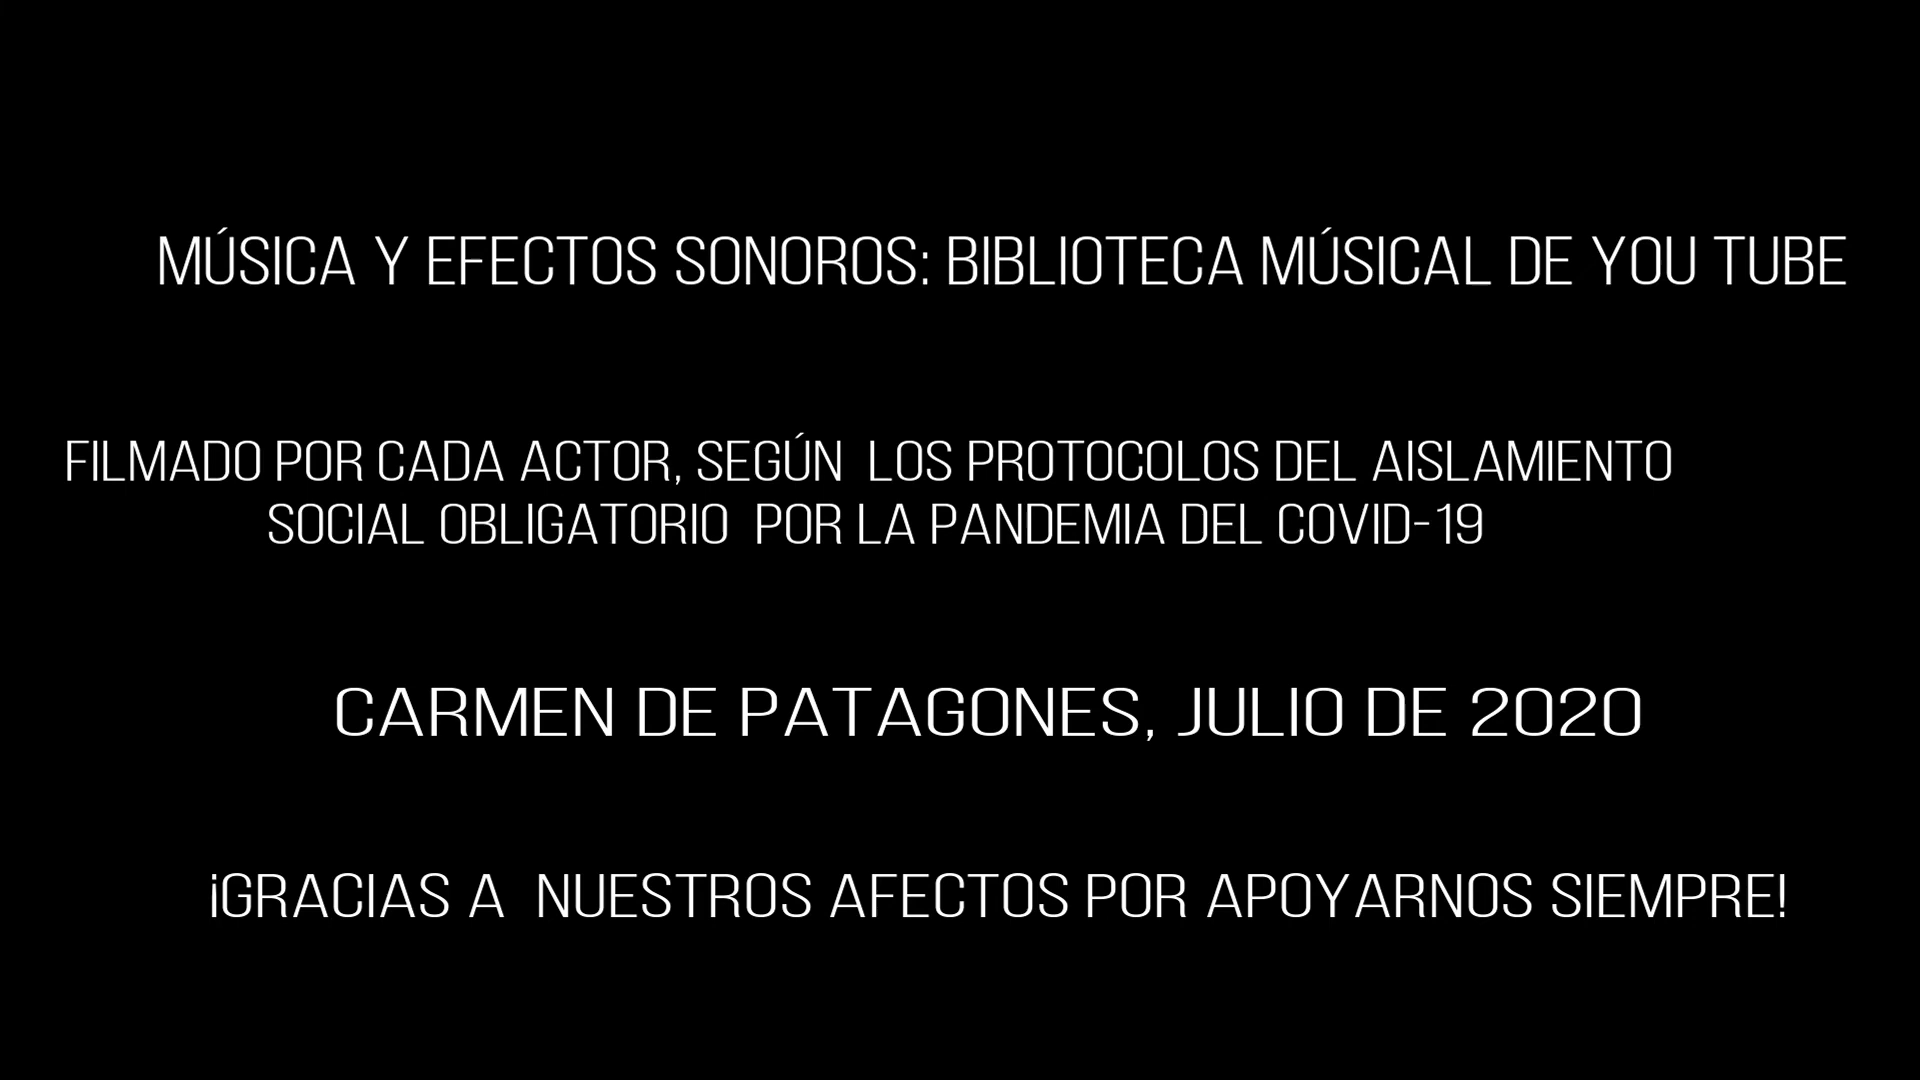 MÚSICA Y EFECTOS SONOROS: BIBLIOTECA MÚSICAL DE YOU TUBE
FILMADO POR CADA ACTOR, SEGÚN LOS PROTOCOLOS DEL AISLAMIENTO
SOCIAL OBLIGATORIO POR LA PANDEMIA DEL COVID-19
CARMEN DE PATAGONES, JULIO DE 2020
¡GRACIAS A NUESTROS AFECTOS POR APOYARNOS SIEMPRE!